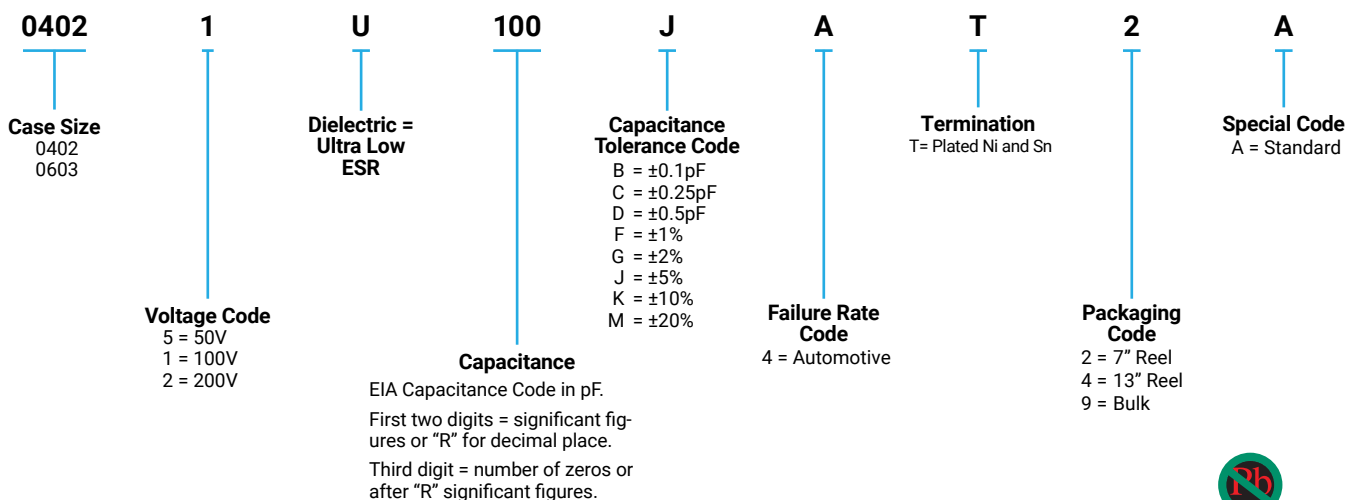 0402 1 U 100 J A T 2 A
Case Size
0402
0603
Voltage Code
5 = 50V
1 = 100V
2 = 200V
Dielectric =
Ultra Low
ESR
Capacitance
EIA Capacitance Code in pF.
First two digits = significant fig-
ures or “R” for decimal place.
Third digit = number of zeros or
after “R” significant figures.
Capacitance
Tolerance Code
B = ±0.1pF
C = ±0.25pF
D = ±0.5pF
F = ±1%
G = ±2%
J = ±5%
K = ±10%
M = ±20%
Failure Rate
Code
4 = Automotive
Termination
T= Plated Ni and Sn
Packaging
Code
2 = 7” Reel
4 = 13” Reel
9 = Bulk
Special Code
A = Standard
Pb